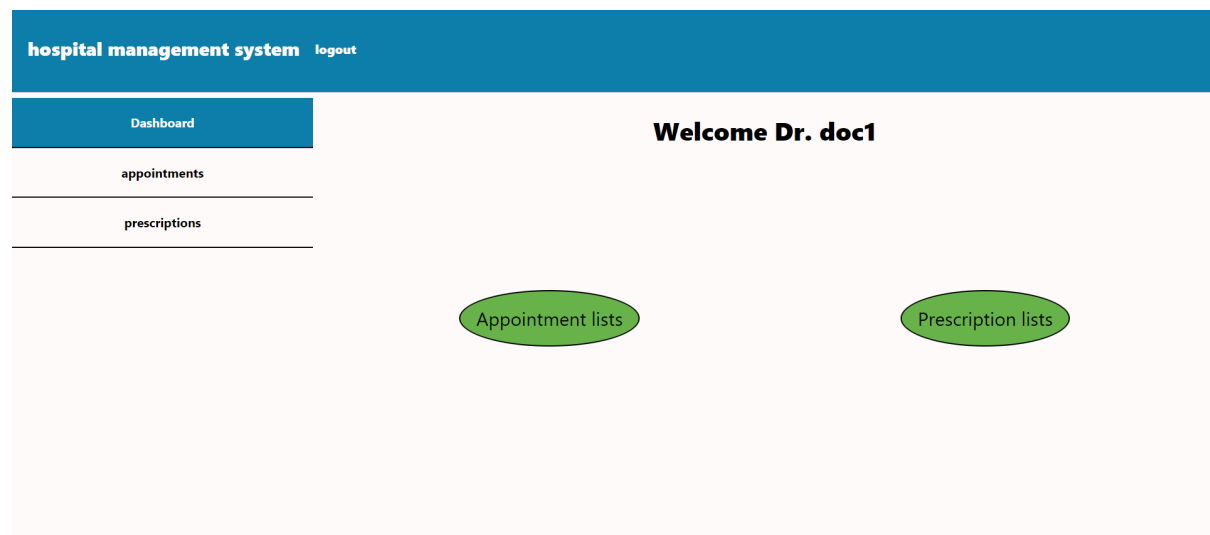 hospital management system logout
Dashboard
appointments
prescriptions
Welcome Dr. doc1
Appointment lists
Prescription lists